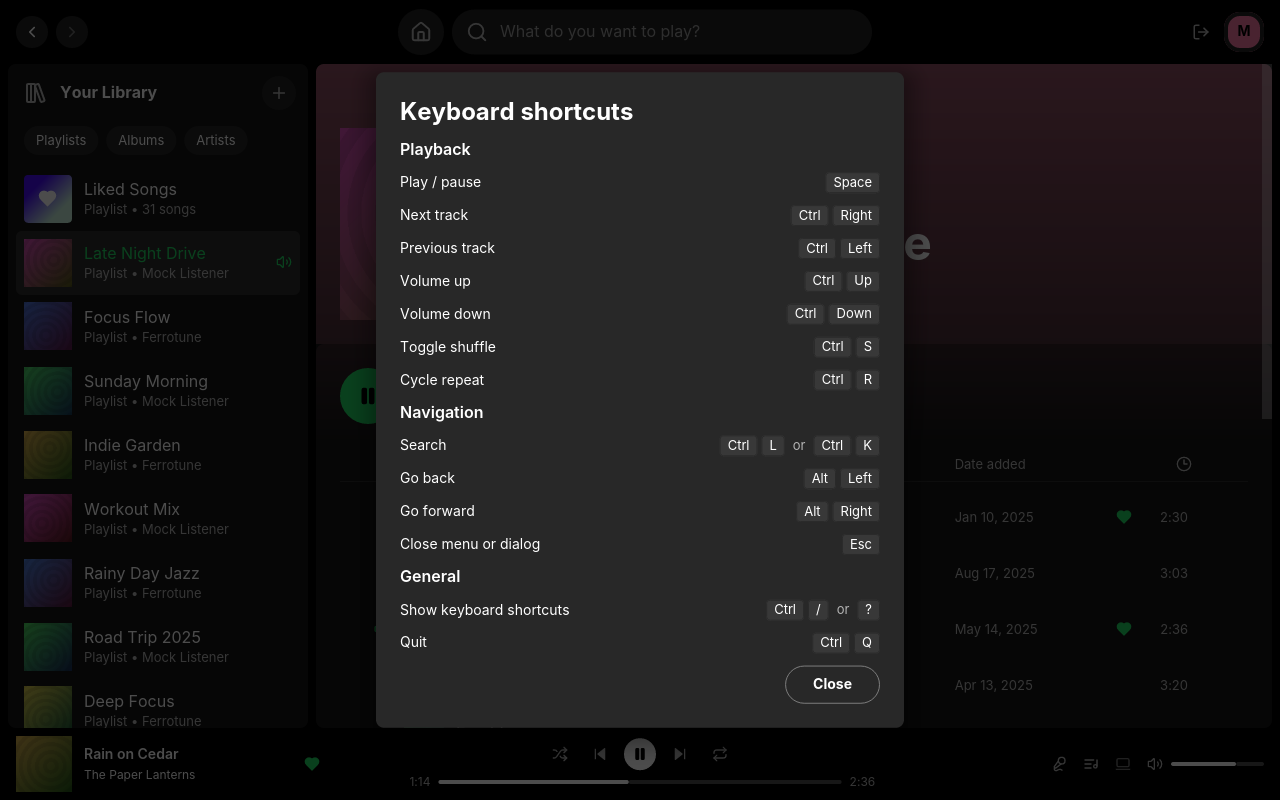 What do you want to play?
M
Your Library
Playlists
Albums
Artists
Liked Songs
Playlist • 31 songs
Late Night Drive
Playlist • Mock Listener
Focus Flow
Playlist • Ferrotune
Sunday Morning
Playlist • Mock Listener
Indie Garden
Playlist • Ferrotune
Workout Mix
Playlist • Mock Listener
Rainy Day Jazz
Playlist • Ferrotune
Road Trip 2025
Playlist • Mock Listener
Deep Focus
Playlist • Ferrotune
Keyboard shortcuts
Playback
Play / pause Space
Next track Ctrl Right
Previous track Ctrl Left
Volume up Ctrl Up
Volume down Ctrl Down
Toggle shuffle Ctrl S
Cycle repeat Ctrl R
Navigation
Search Ctrl L or Ctrl K
Go back Alt Left
Go forward Alt Right
Close menu or dialog Esc
General
Show keyboard shortcuts Ctrl / or ?
Quit Ctrl Q
Close
e
Date added
Jan 10, 2025 2:30
Aug 17, 2025 3:03
May 14, 2025 2:36
Apr 13, 2025 3:20
Rain on Cedar
The Paper Lanterns
1:14
2:36